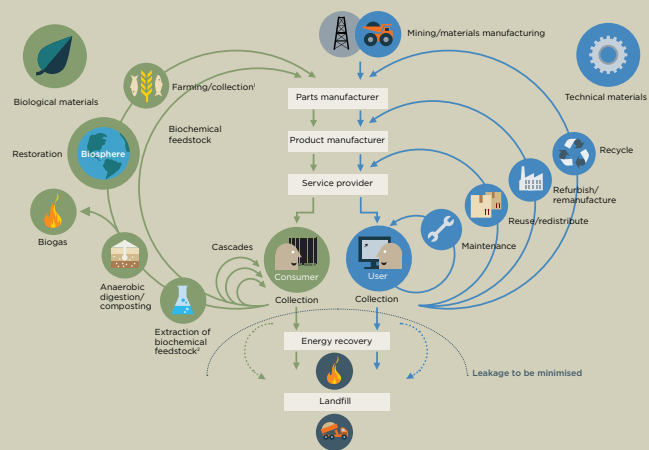 Mining/materials manufacturing
Biological materials
Technical materials
Farming/collection¹
Parts manufacturer
Biochemical
feedstock
Product manufacturer
Restoration
Biosphere
Recycle
Service provider
Refurbish/
remanufacture
Reuse/redistribute
Biogas
Cascades
Maintenance
Consumer
User
Anaerobic
digestion/
composting
Collection
Collection
Extraction of
biochemical
feedstock²
Energy recovery
Leakage to be minimised
Landfill